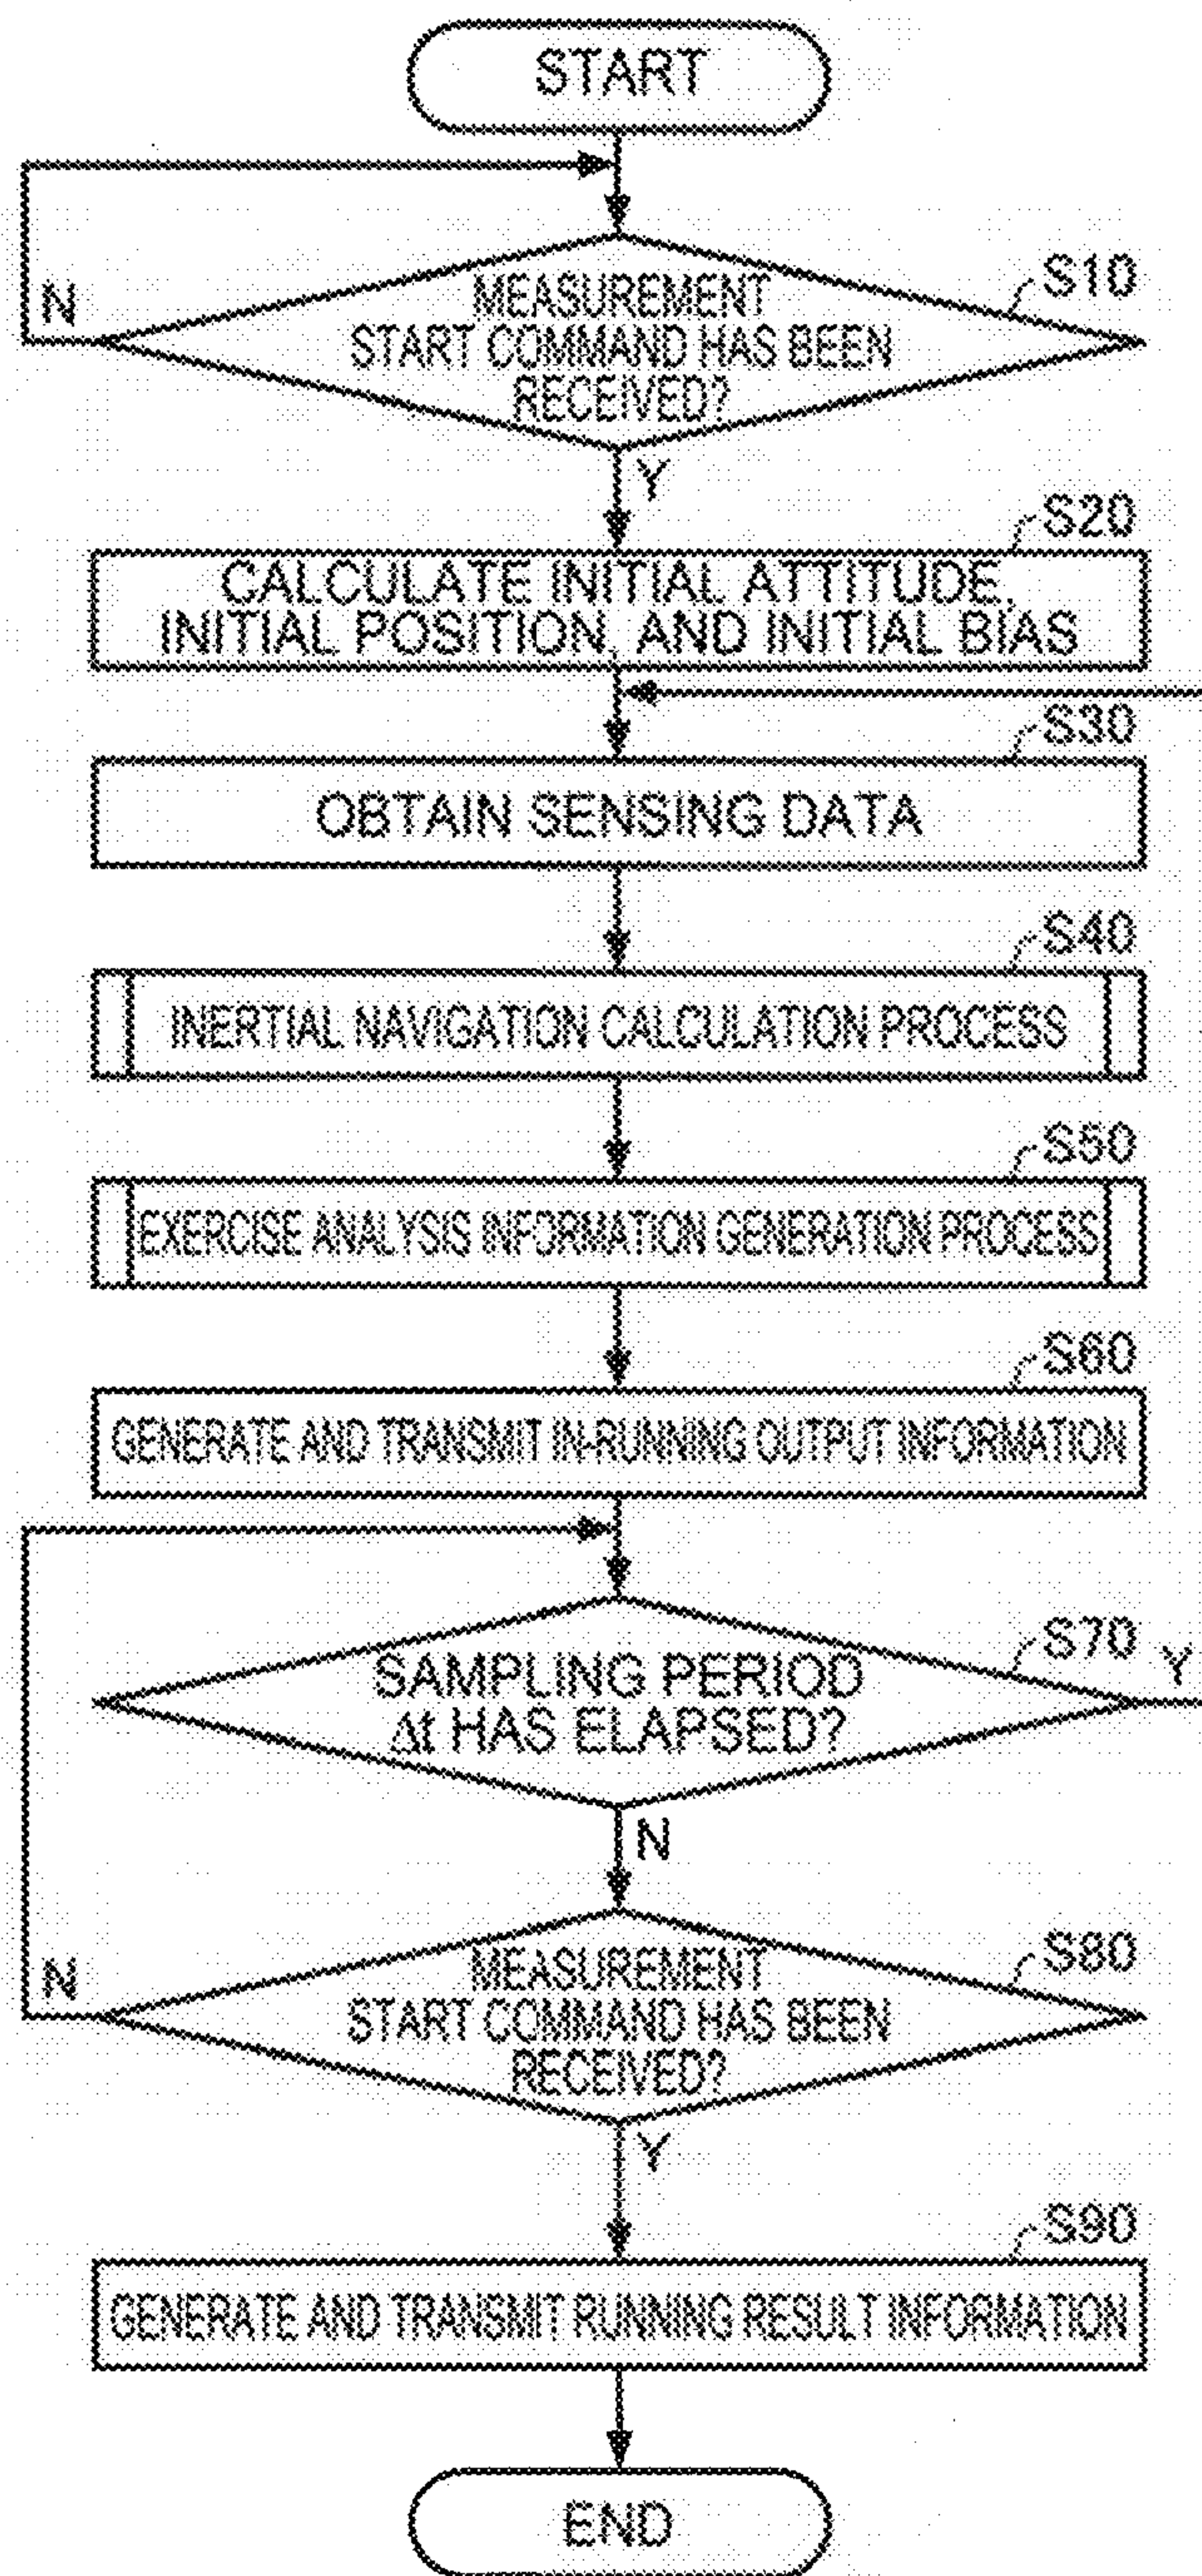 START
N
MEASUREMENT
START COMMAND HAS BEEN
RECEIVED?
S10
Y
S20
CALCULATE INITIAL ATTITUDE,
INITIAL POSITION, AND INITIAL BIAS
S30
OBTAIN SENSING DATA
S40
INERTIAL NAVIGATION CALCULATION PROCESS
S50
EXERCISE ANALYSIS INFORMATION GENERATION PROCESS
S60
GENERATE AND TRANSMIT IN-RUNNING OUTPUT INFORMATION
S70
SAMPLING PERIOD
Δt HAS ELAPSED?
Y
N
S80
MEASUREMENT
START COMMAND HAS BEEN
RECEIVED?
N
Y
S90
GENERATE AND TRANSMIT RUNNING RESULT INFORMATION
END